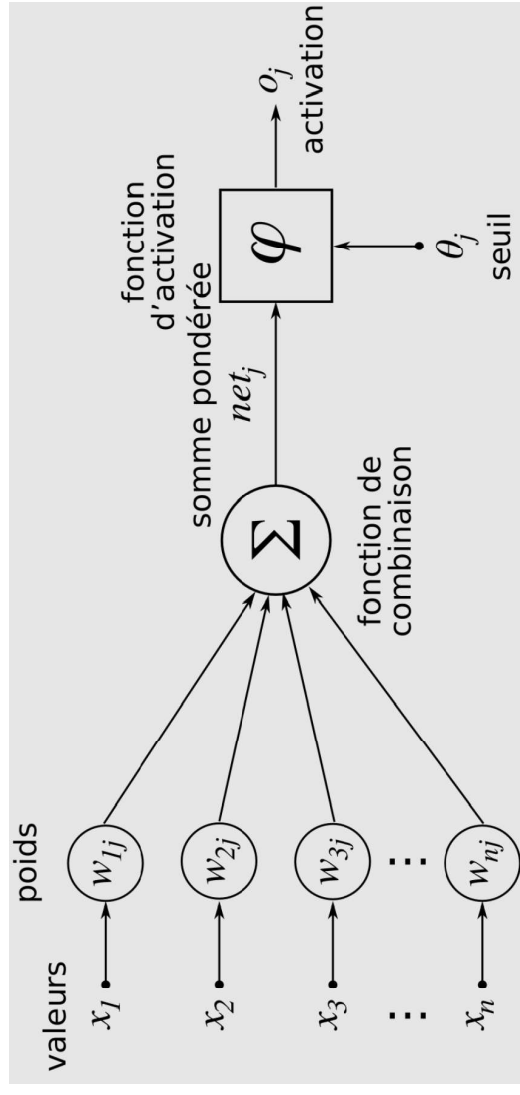 valeurs
poids
x1
w1j
x2
w2j
x3
w3j
...
...
xn
wnj
Σ
fonction de
combinaison
somme pondérée
netj
fonction
d'activation
φ
oj
activation
θj
seuil